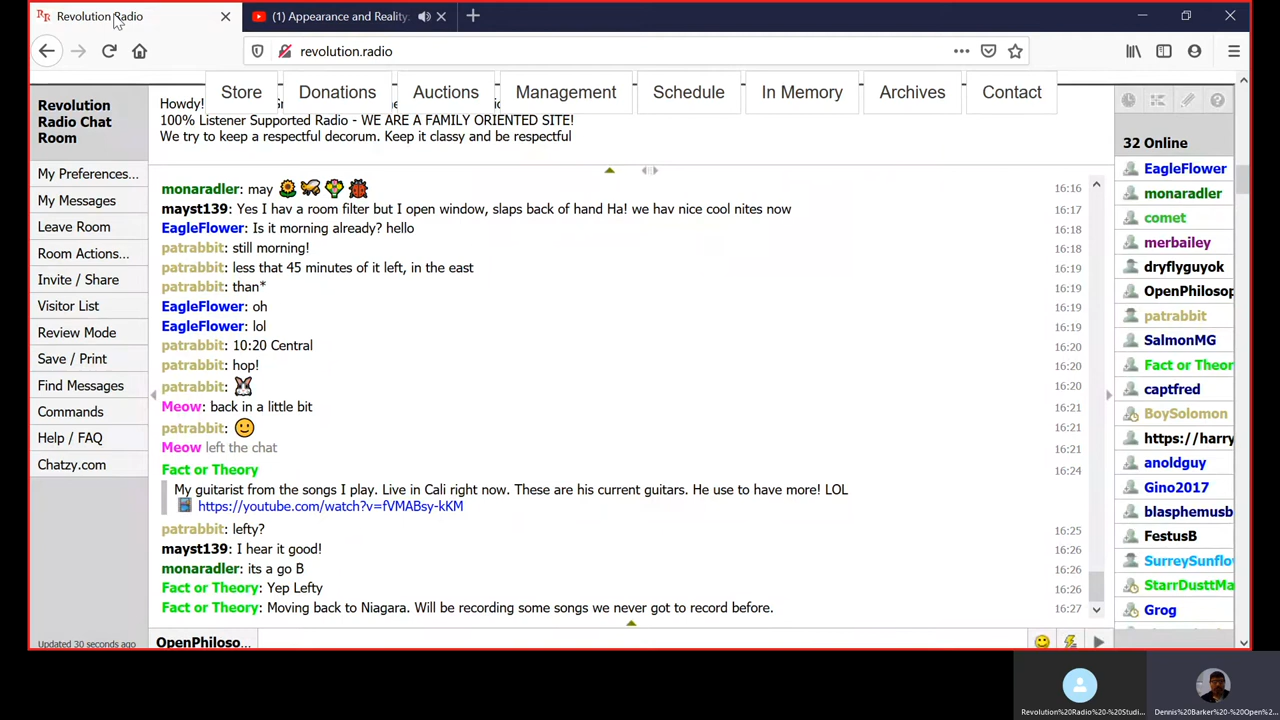 Revolution Radio
(1) Appearance and Reality:
revolution.radio
Store
Donations
Auctions
Management
Schedule
In Memory
Archives
Contact
Revolution
Radio Chat
Room
Howdy!
100% Listener Supported Radio - WE ARE A FAMILY ORIENTED SITE!
We try to keep a respectful decorum. Keep it classy and be respectful
My Preferences...
My Messages
Leave Room
Room Actions...
Invite / Share
Visitor List
Review Mode
Save / Print
Find Messages
Commands
Help / FAQ
Chatzy.com
Updated 30 seconds ago
monaradler: may 16:16
mayst139: Yes I hav a room filter but I open window, slaps back of hand Ha! we hav nice cool nites now 16:17
EagleFlower: Is it morning already? hello 16:18
patrabbit: still morning! 16:18
patrabbit: less that 45 minutes of it left, in the east 16:19
patrabbit: than* 16:19
EagleFlower: oh 16:19
EagleFlower: lol 16:19
patrabbit: 10:20 Central 16:20
patrabbit: hop! 16:20
patrabbit: 16:20
Meow: back in a little bit 16:21
patrabbit: 16:21
Meow left the chat 16:21
Fact or Theory 16:24
My guitarist from the songs I play. Live in Cali right now. These are his current guitars. He use to have more! LOL
https://youtube.com/watch?v=fVMABsy-kKM
patrabbit: lefty? 16:25
mayst139: I hear it good! 16:26
monaradler: its a go B 16:26
Fact or Theory: Yep Lefty 16:26
Fact or Theory: Moving back to Niagara. Will be recording some songs we never got to record before. 16:27
OpenPhiloso...
32 Online
EagleFlower
monaradler
comet
merbailey
dryflyguyok
OpenPhilosop
patrabbit
SalmonMG
Fact or Theor
captfred
BoySolomon
https://harry
anoldguy
Gino2017
blasphemusb
FestusB
SurreySunflo
StarrDusttMa
Grog
Revolution%20Radio%20-%20Studi...
Dennis%20Barker%20-%20Open%2...